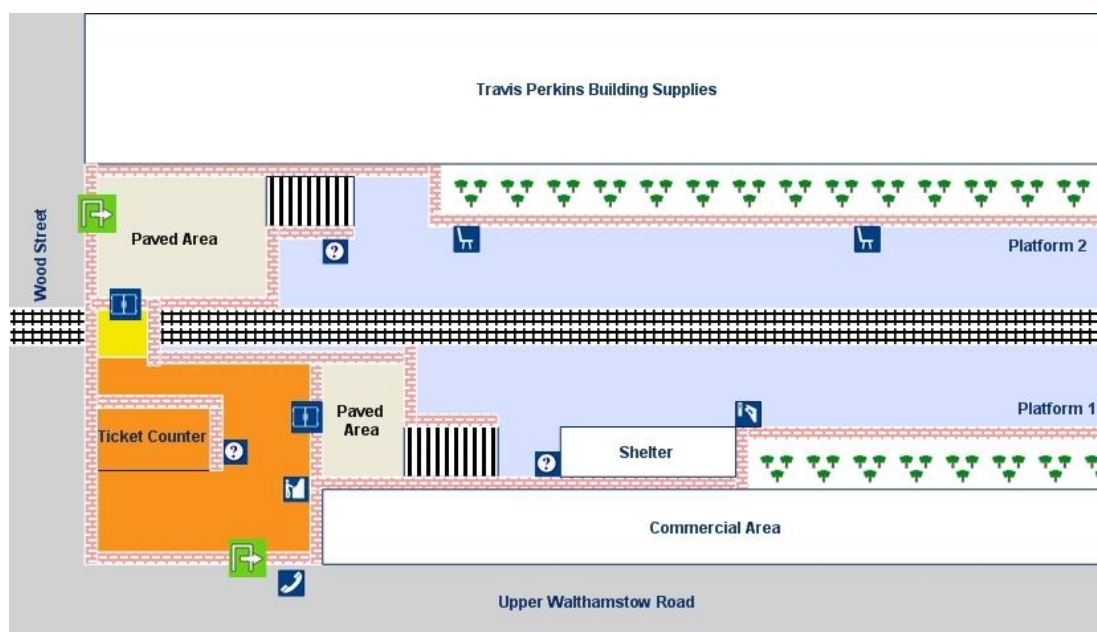 Travis Perkins Building Supplies
Wood Street
Paved Area
?
Platform 2
Platform 1
Paved
Area
Ticket Counter
?
?
Shelter
Commercial Area
Upper Walthamstow Road